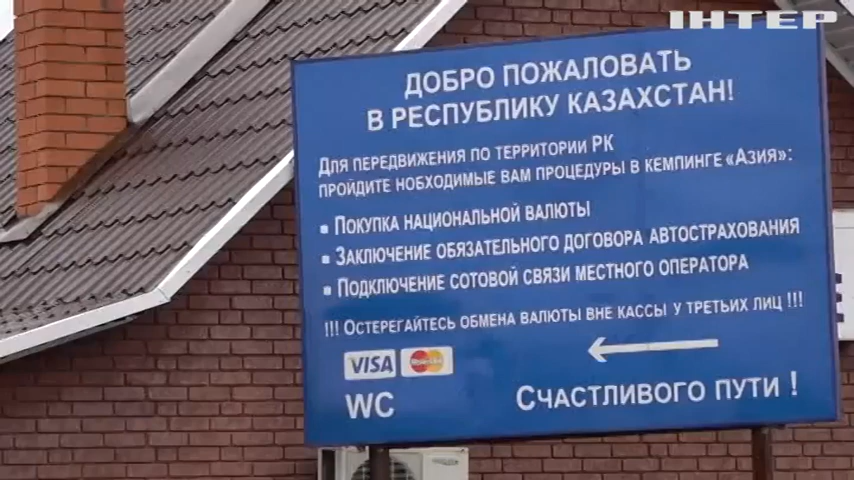 ІНТЕР
ДОБРО ПОЖАЛОВАТЬ
В РЕСПУБЛИКУ КАЗАХСТАН!
ДЛЯ ПЕРЕДВИЖЕНИЯ ПО ТЕРРИТОРИИ РК
ПРОЙДИТЕ НОБХОДИМЫЕ ВАМ ПРОЦЕДУРЫ В КЕМПИНГЕ «АЗИЯ»:
▪ ПОКУПКА НАЦИОНАЛЬНОЙ ВАЛЮТЫ
▪ ЗАКЛЮЧЕНИЕ ОБЯЗАТЕЛЬНОГО ДОГОВОРА АВТОСТРАХОВАНИЯ
▪ ПОДКЛЮЧЕНИЕ СОТОВОЙ СВЯЗИ МЕСТНОГО ОПЕРАТОРА
!!! ОСТЕРЕГАЙТЕСЬ ОБМЕНА ВАЛЮТЫ ВНЕ КАССЫ У ТРЕТЬИХ ЛИЦ !!!
VISA MasterCard
WC
СЧАСТЛИВОГО ПУТИ !